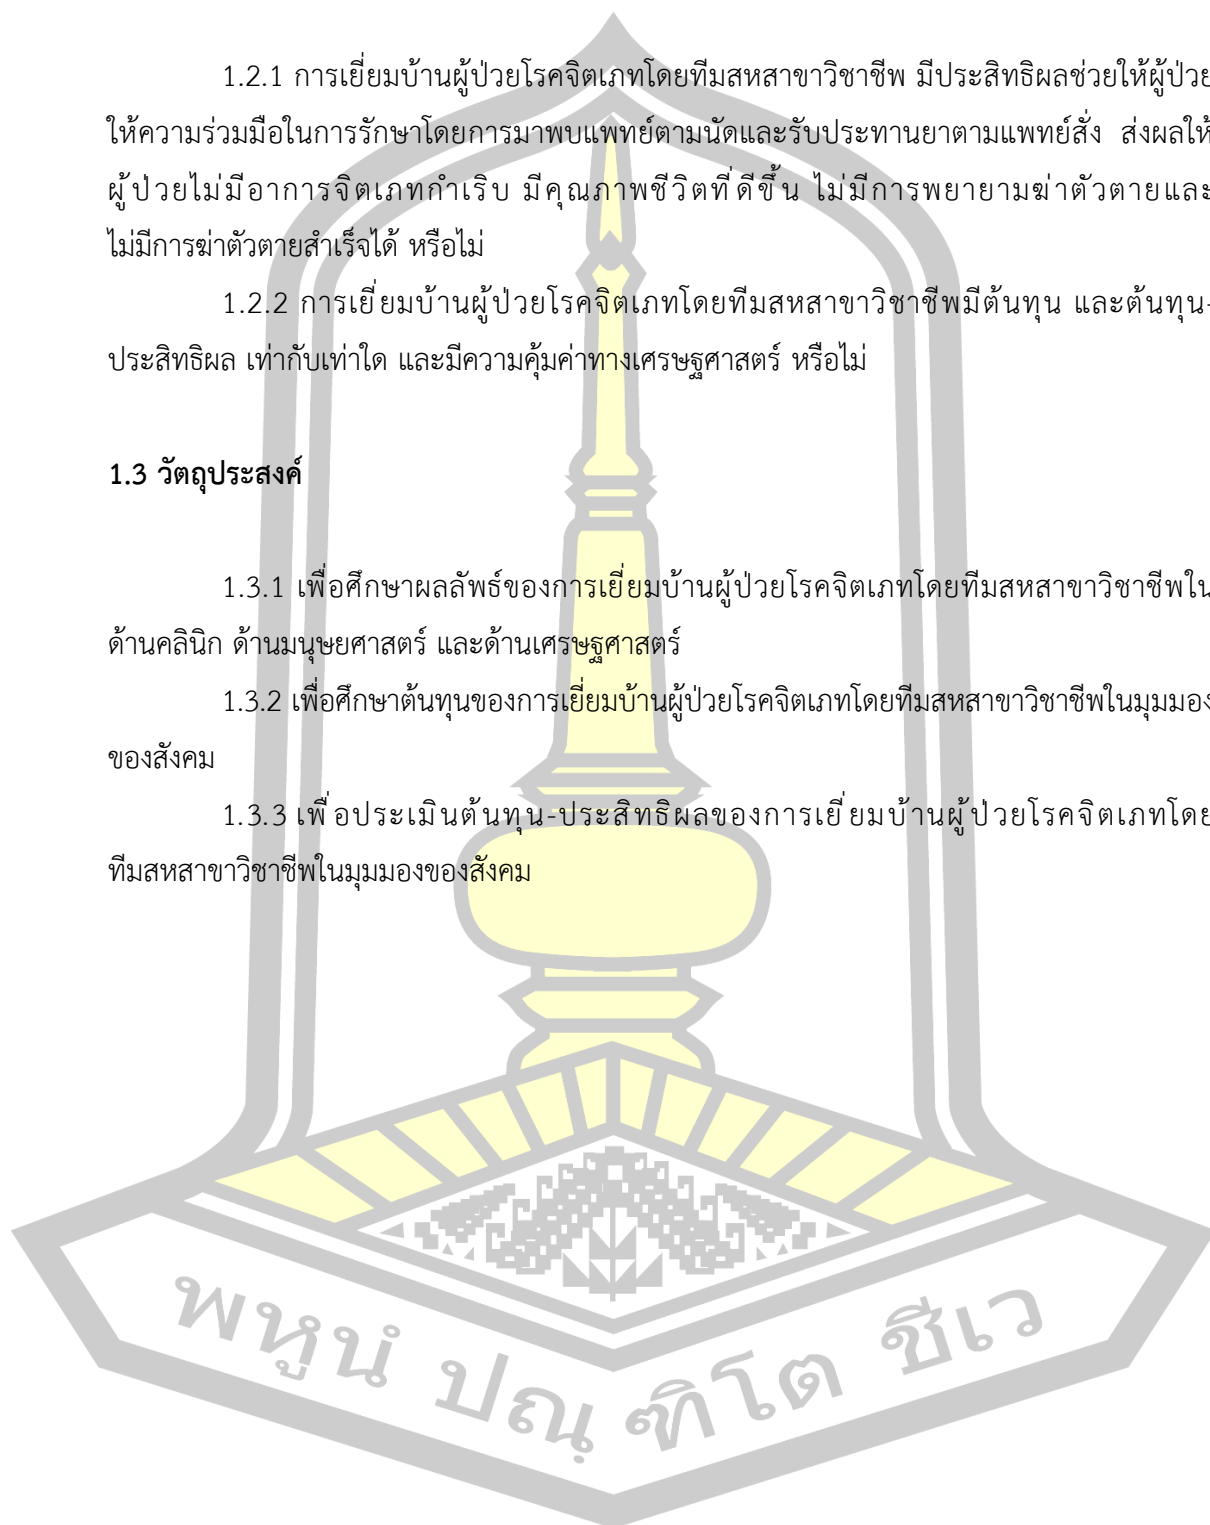 1.2.1 การเยี่ยมบ้านผู้ป่วยโรคจิตเภทโดยทีมสหสาขาวิชาชีพ มีประสิทธิผลช่วยให้ผู้ป่วย
ให้ความร่วมมือในการรักษาโดยการมาพบแพทย์ตามนัดและรับประทานยาตามแพทย์สั่ง ส่งผลให้
ผู้ป่วยไม่มีอาการจิตเภทกำเริบ มีคุณภาพชีวิตที่ดีขึ้น ไม่มีการพยายามฆ่าตัวตายและ
ไม่มีการฆ่าตัวตายสำเร็จได้ หรือไม่
1.2.2 การเยี่ยมบ้านผู้ป่วยโรคจิตเภทโดยทีมสหสาขาวิชาชีพมีต้นทุน และต้นทุน-
ประสิทธิผล เท่ากับเท่าใด และมีความคุ้มค่าทางเศรษฐศาสตร์ หรือไม่
1.3 วัตถุประสงค์
1.3.1 เพื่อศึกษาผลลัพธ์ของการเยี่ยมบ้านผู้ป่วยโรคจิตเภทโดยทีมสหสาขาวิชาชีพใน
ด้านคลินิก ด้านมนุษยศาสตร์ และด้านเศรษฐศาสตร์
1.3.2 เพื่อศึกษาต้นทุนของการเยี่ยมบ้านผู้ป่วยโรคจิตเภทโดยทีมสหสาขาวิชาชีพในมุมมอง
ของสังคม
1.3.3 เพื่อประเมินต้นทุน-ประสิทธิผลของการเยี่ยมบ้านผู้ป่วยโรคจิตเภทโดย
ทีมสหสาขาวิชาชีพในมุมมองของสังคม
พหูนํ ปณฺฑิโต ชีเว